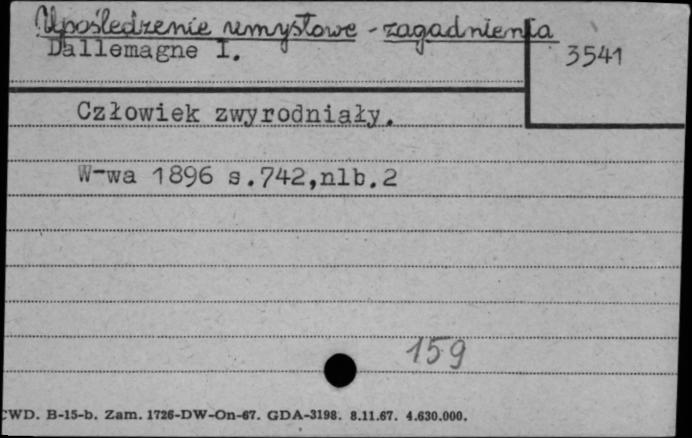 Upośledzenie umysłowe - zagadnienia
Dallemagne I.
3541
Człowiek zwyrodniały.
W-wa 1896 s.742,nlb.2
159
CWD. B-15-b. Zam. 1726-DW-On-67. GDA-3198. 8.11.67. 4.630.000.